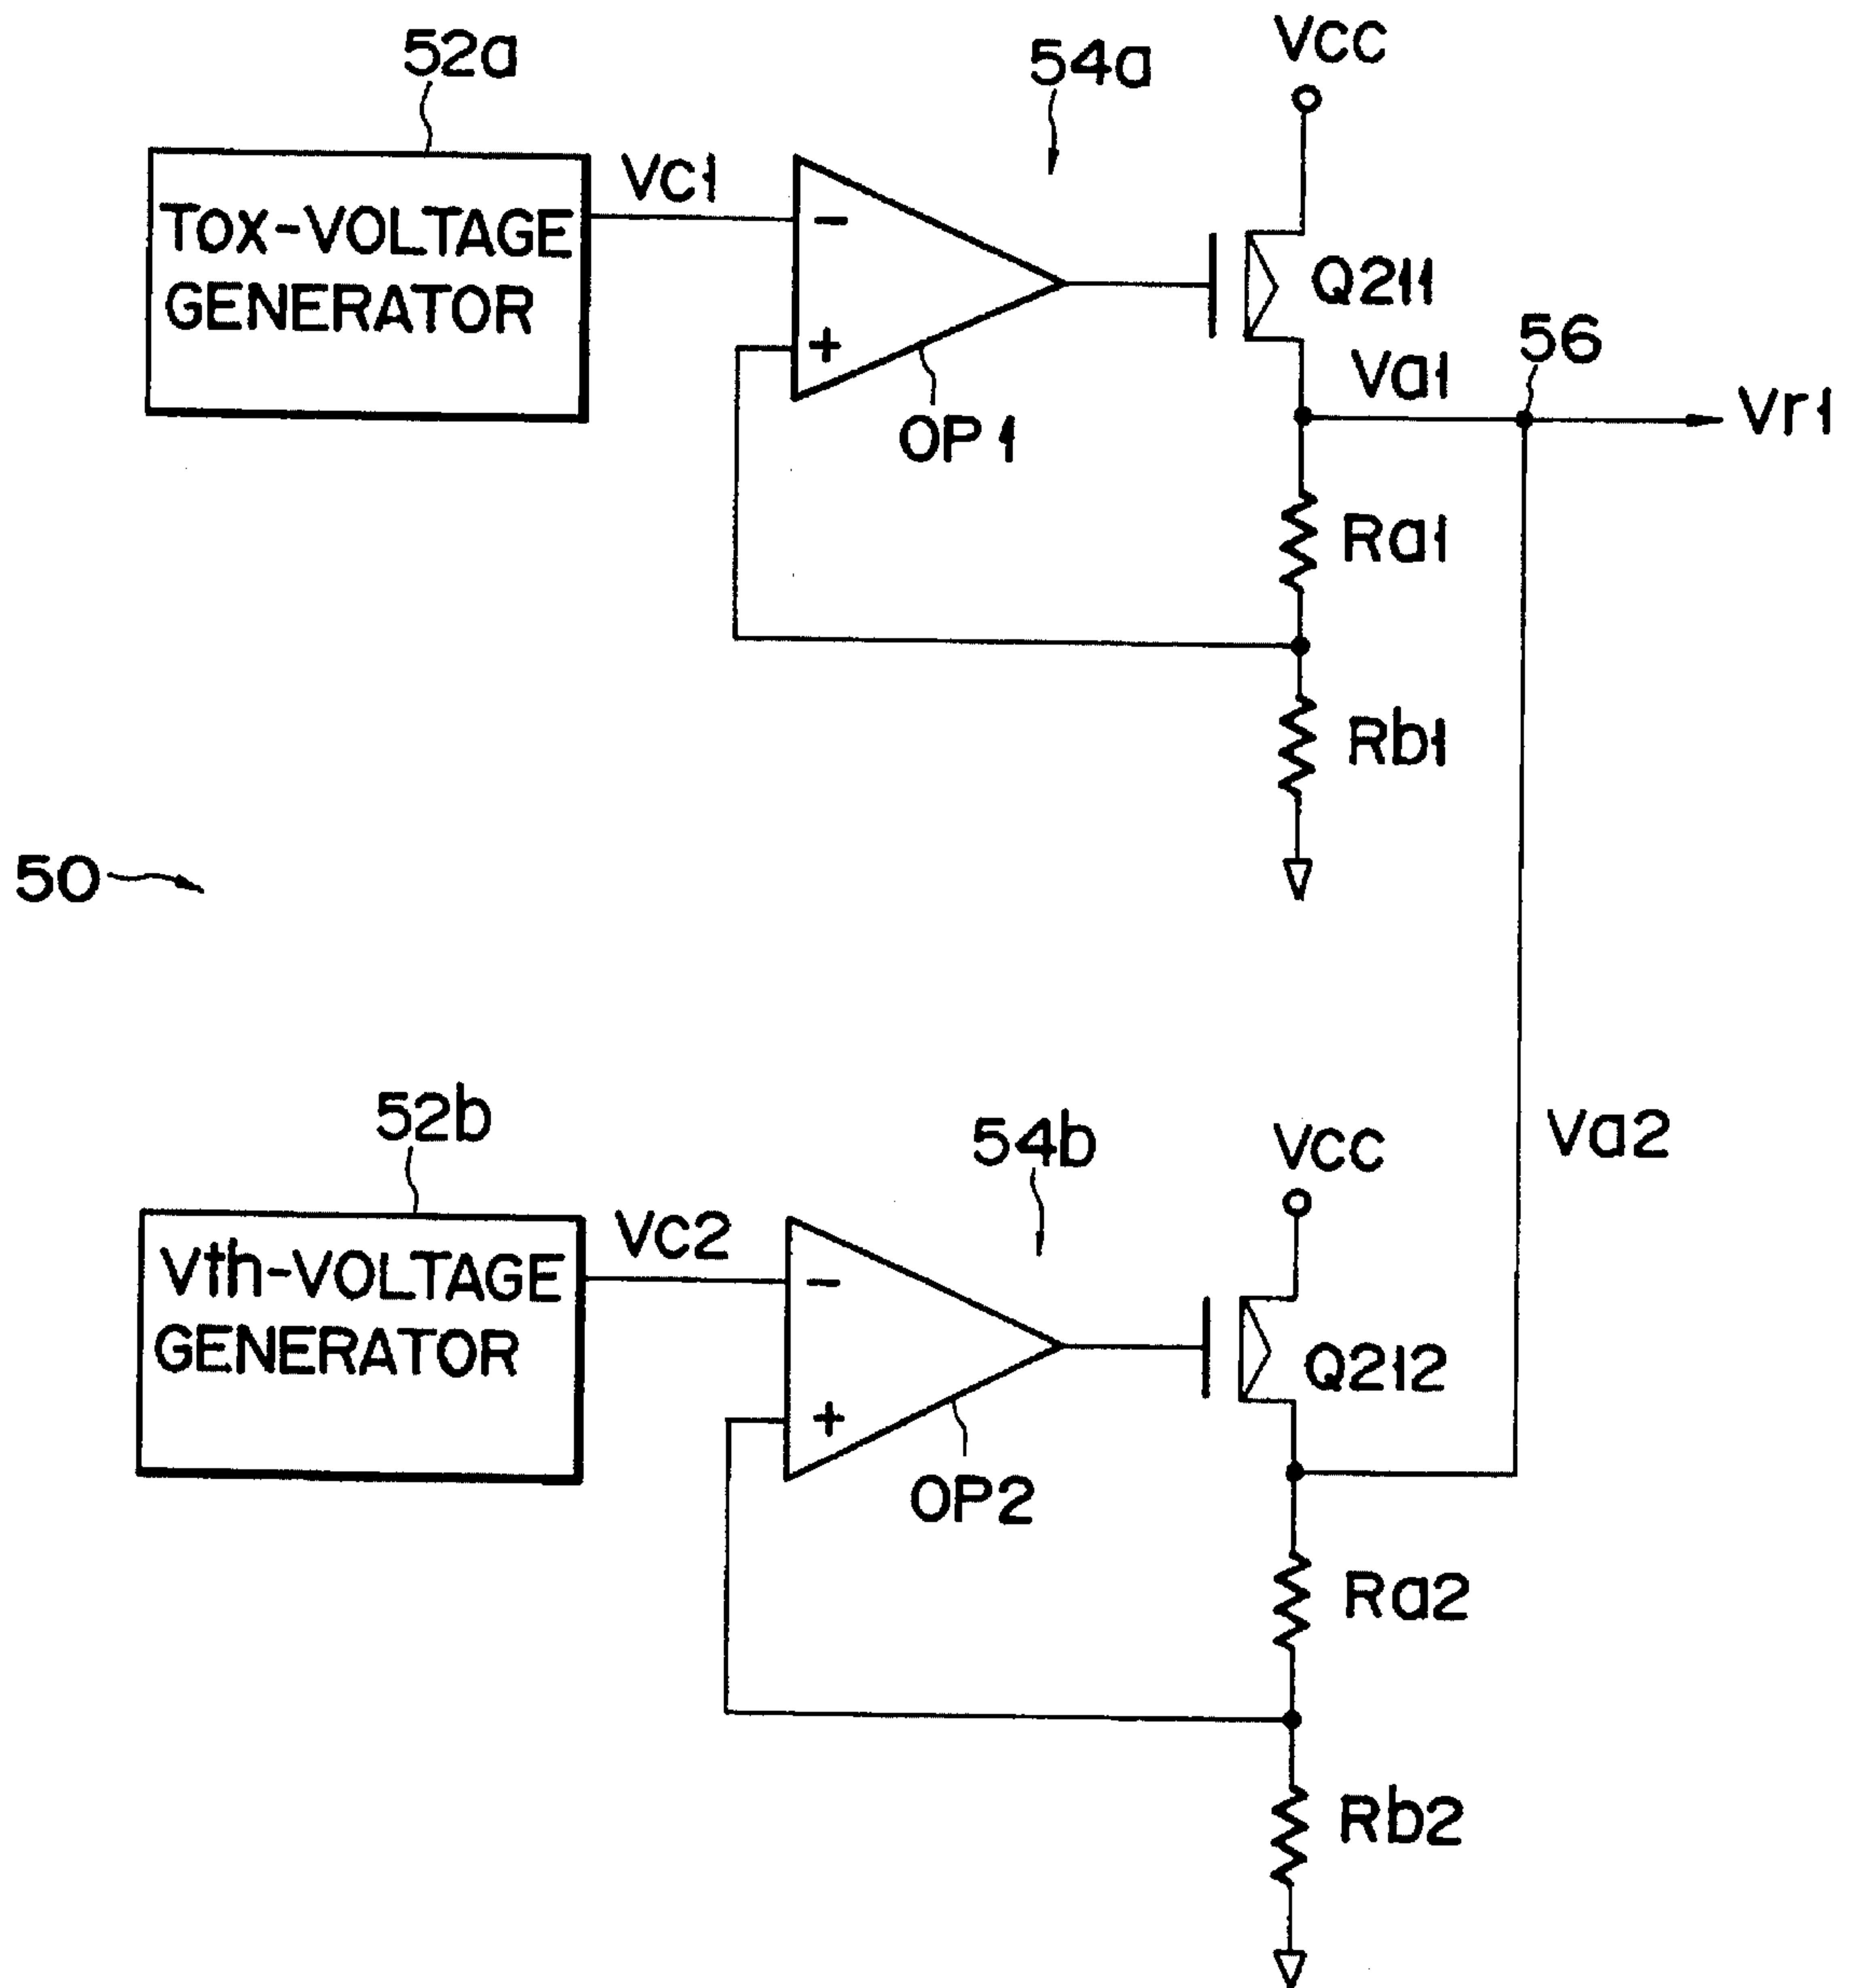 52a
54a
Vcc
TOX-VOLTAGE
GENERATOR
Vc1
-
+
OP1
Q211
Va1
56
Vr1
Ra1
Rb1
50
52b
54b
Vcc
Va2
Vth-VOLTAGE
GENERATOR
Vc2
-
+
OP2
Q212
Ra2
Rb2